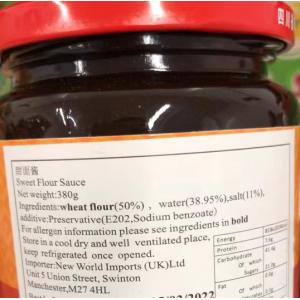 四川
甜面酱
Sweet Flour Sauce
Net weight:380g
Ingredients:wheat flour(50%) , water(38.95%),salt(11%),
additive:Preservative(E202,Sodium benzoate)
For allergen information please see ingredients in bold
Store in a cool dry and well ventilated place,
keep refrigerated once opened.
Importer:New World Imports (UK)Ltd
Unit 5 Union Street, Swinton
Manchester,M27 4HL
Energy
Protein
Carbohydrate
Of which
Sugars
Fat
Of which